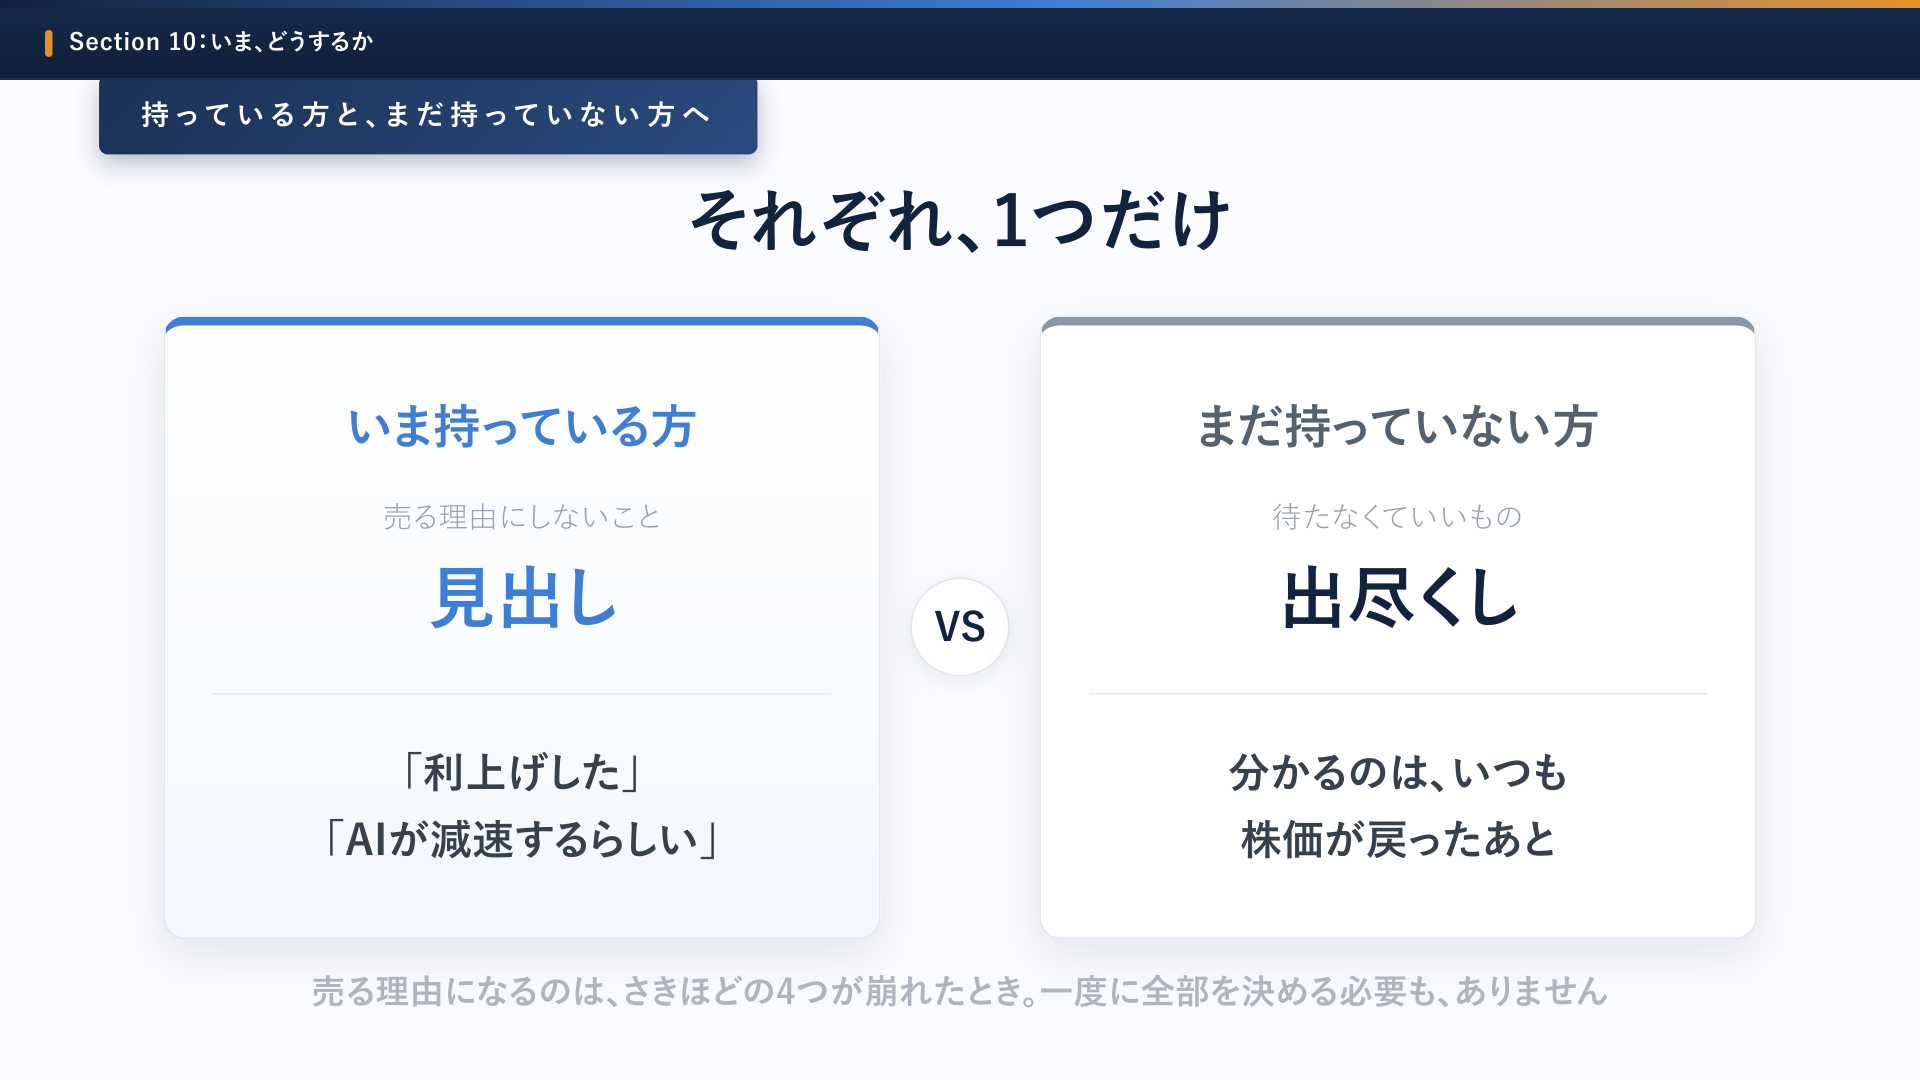 Section 10：いま、どうするか
持っている方と、まだ持っていない方へ
それぞれ、1つだけ
いま持っている方
売る理由にしないこと
見出し
「利上げした」
「AIが減速するらしい」
VS
まだ持っていない方
待たなくていいもの
出尽くし
分かるのは、いつも
株価が戻ったあと
売る理由になるのは、さきほどの4つが崩れたとき。一度に全部を決める必要も、ありません